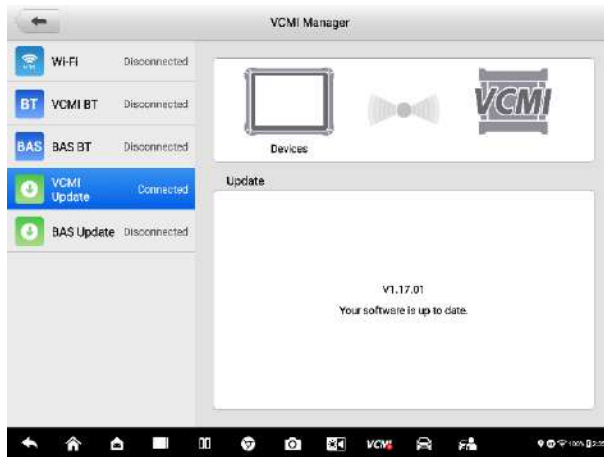 VCMI Manager
Wi-Fi Disconnected
BT VCMI BT Disconnected
BAS BAS BT Disconnected
VCMI
Update Connected
BAS Update Disconnected
VCMI
Devices
Update
V1.17.01
Your software is up to date.
VCMI
100%